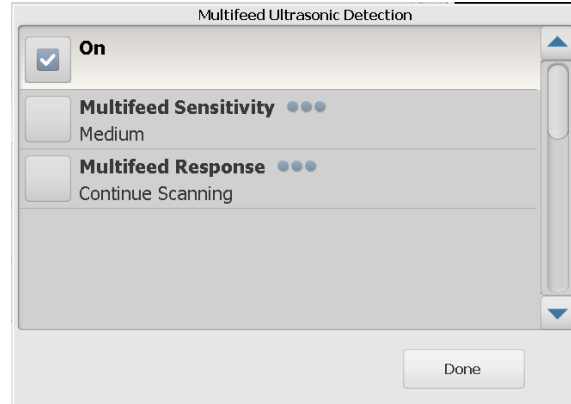 Multifeed Ultrasonic Detection
On
Multifeed Sensitivity
Medium
Multifeed Response
Continue Scanning
Done